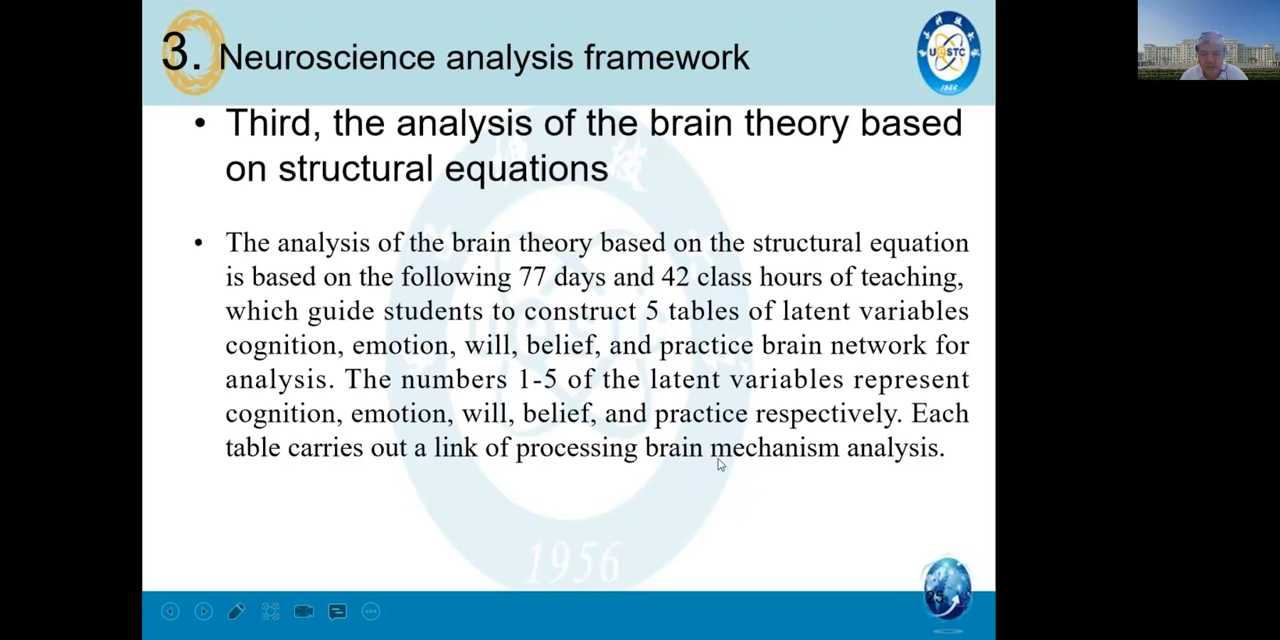 3. Neuroscience analysis framework
UESTC
1956
• Third, the analysis of the brain theory based
on structural equations
• The analysis of the brain theory based on the structural equation
is based on the following 77 days and 42 class hours of teaching,
which guide students to construct 5 tables of latent variables
cognition, emotion, will, belief, and practice brain network for
analysis. The numbers 1-5 of the latent variables represent
cognition, emotion, will, belief, and practice respectively. Each
table carries out a link of processing brain mechanism analysis.
UESTC
1956
25